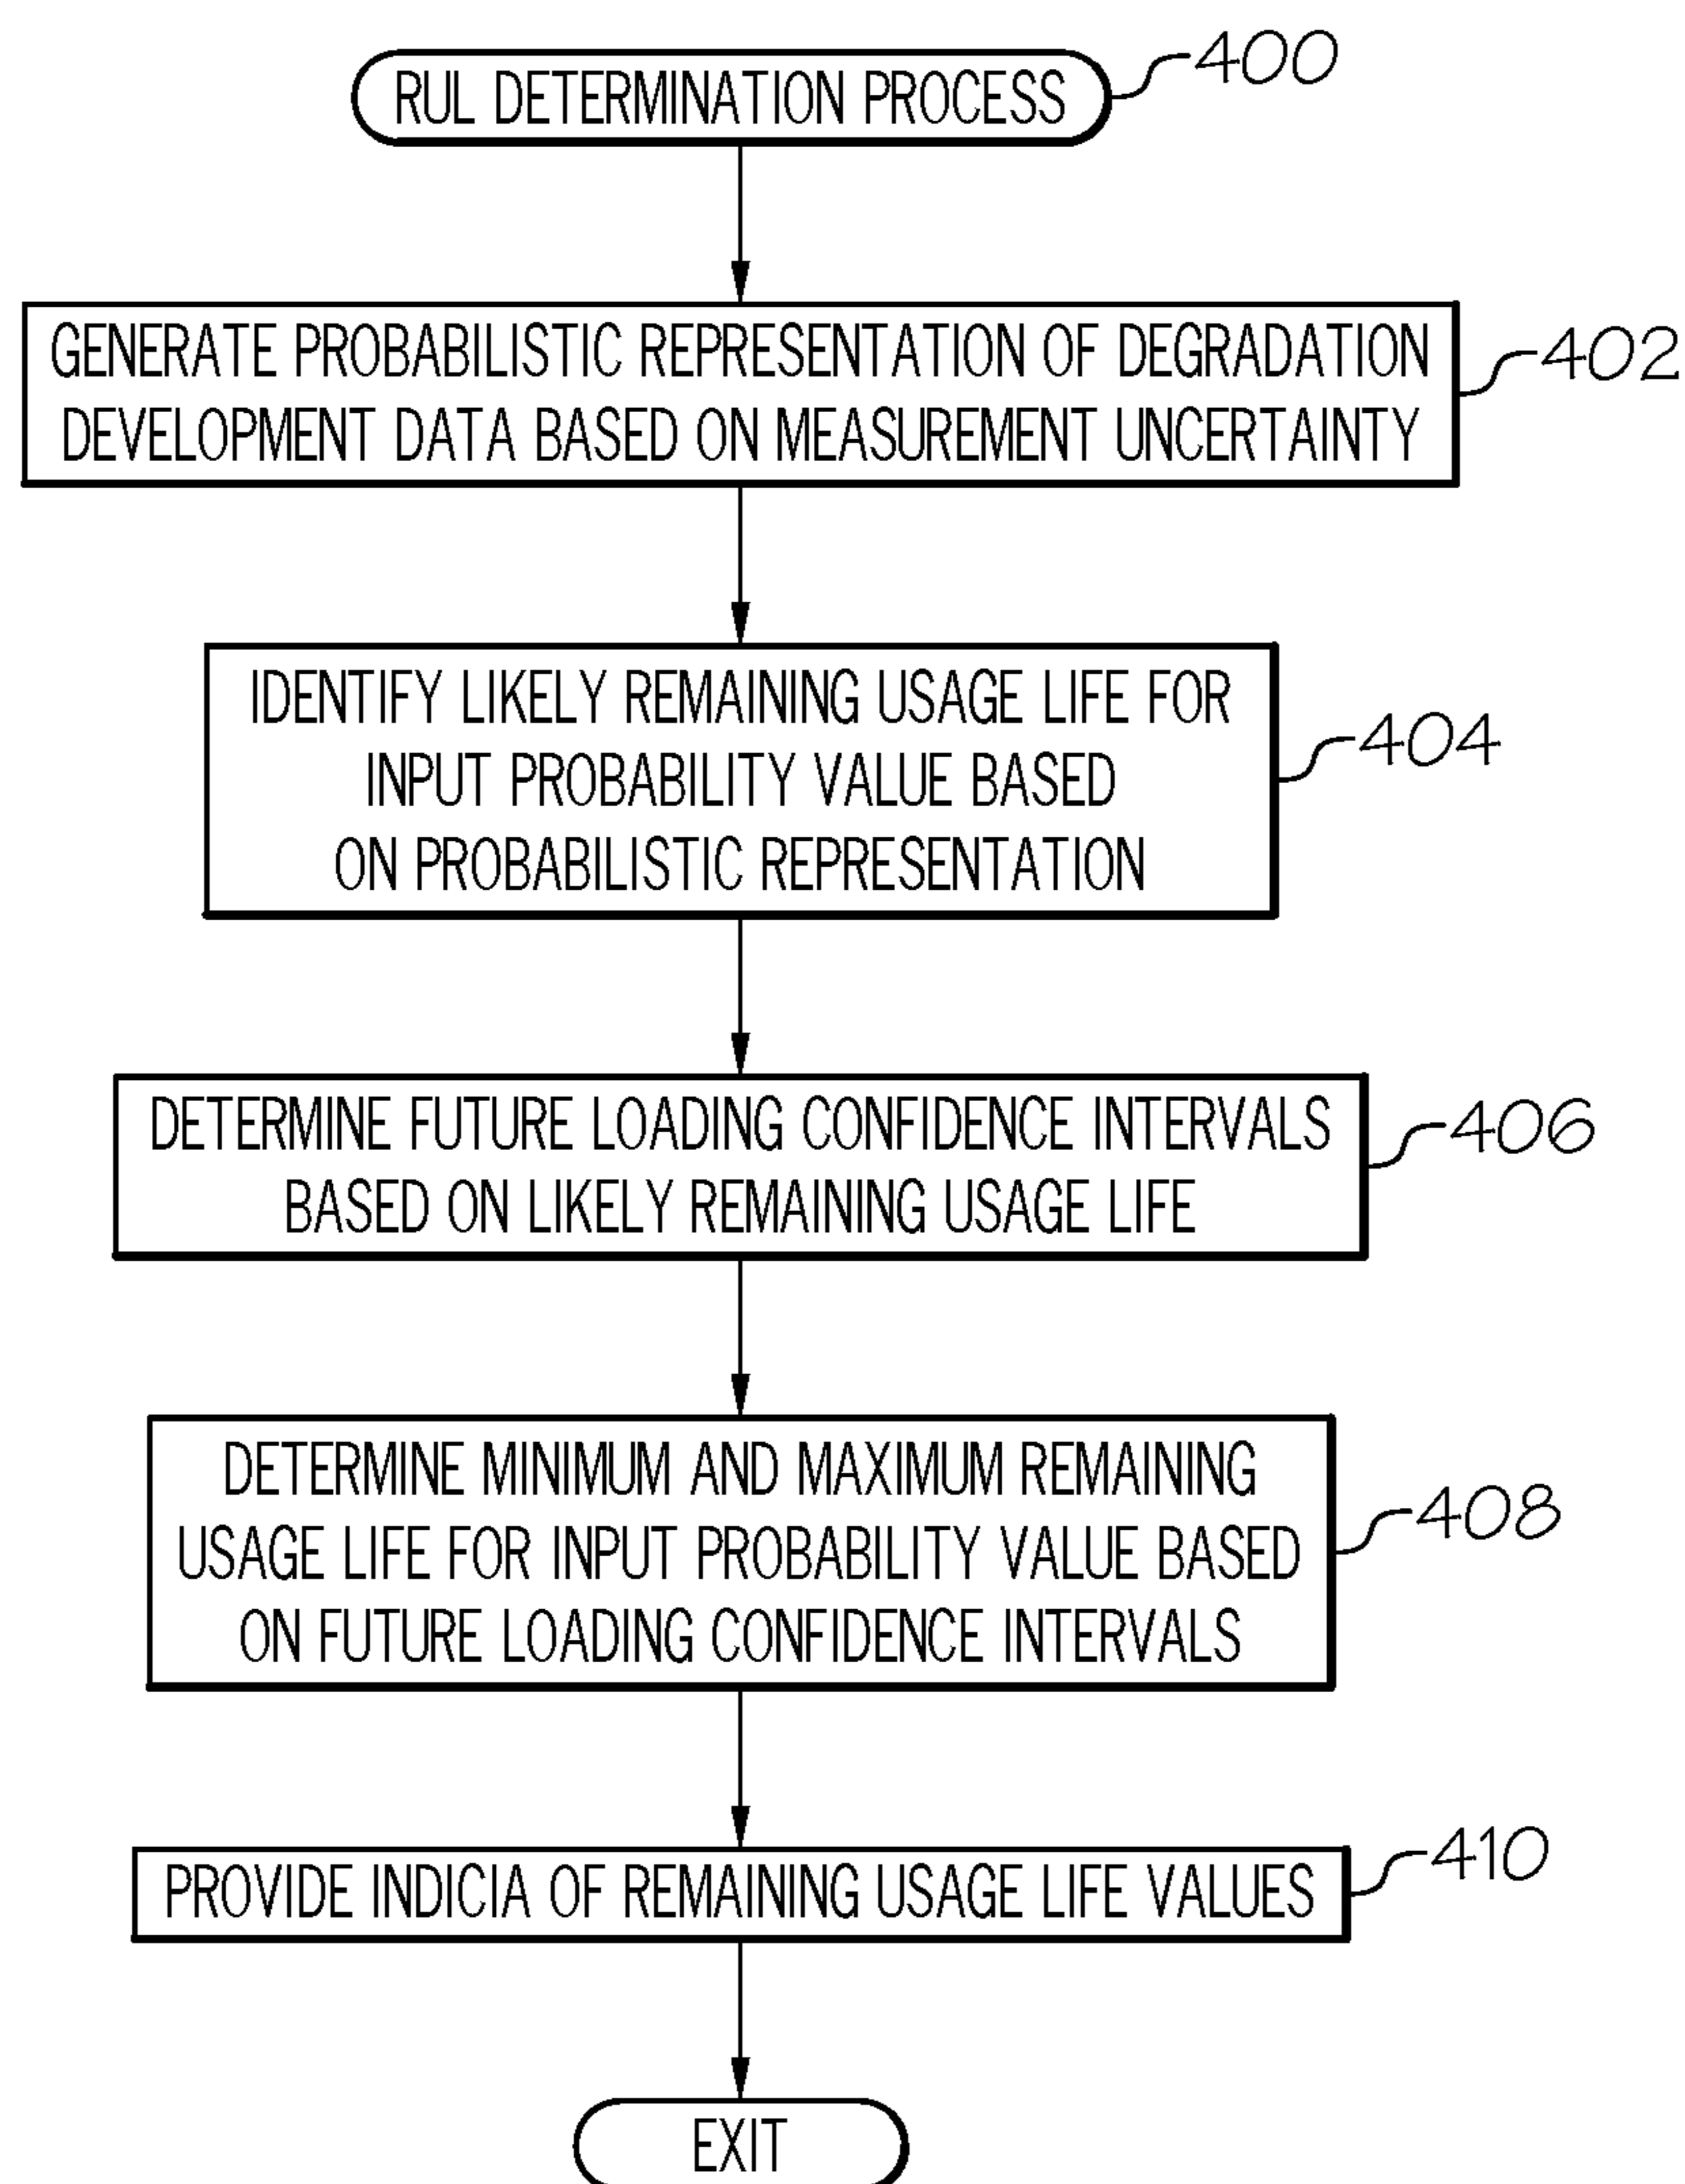 RUL DETERMINATION PROCESS
400
GENERATE PROBABILISTIC REPRESENTATION OF DEGRADATION
DEVELOPMENT DATA BASED ON MEASUREMENT UNCERTAINTY
402
IDENTIFY LIKELY REMAINING USAGE LIFE FOR
INPUT PROBABILITY VALUE BASED
ON PROBABILISTIC REPRESENTATION
404
DETERMINE FUTURE LOADING CONFIDENCE INTERVALS
BASED ON LIKELY REMAINING USAGE LIFE
406
DETERMINE MINIMUM AND MAXIMUM REMAINING
USAGE LIFE FOR INPUT PROBABILITY VALUE BASED
ON FUTURE LOADING CONFIDENCE INTERVALS
408
PROVIDE INDICIA OF REMAINING USAGE LIFE VALUES
410
EXIT